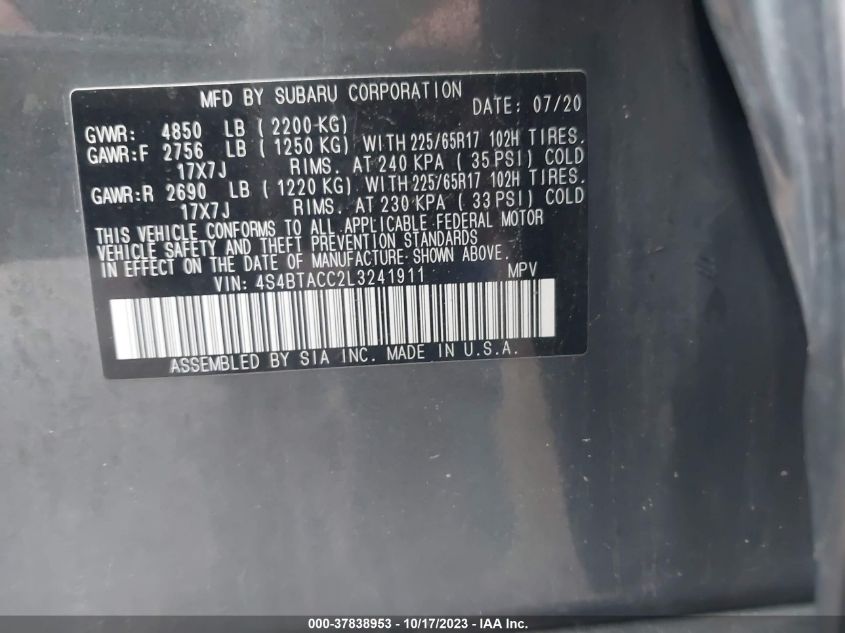 MFD BY SUBARU CORPORATION DATE: 07/20
GVWR: 4850 LB (2200 KG)
GAWR:F 2756 LB (1250 KG) WITH 225/65R17 102H TIRES.
17X7J RIMS. AT 240 KPA (35 PSI) COLD
GAWR:R 2690 LB (1220 KG) WITH 225/65R17 102H TIRES.
17X7J RIMS. AT 230 KPA (33 PSI) COLD
THIS VEHICLE CONFORMS TO ALL APPLICABLE FEDERAL MOTOR
VEHICLE SAFETY AND THEFT PREVENTION STANDARDS
IN EFFECT ON THE DATE OF MANUFACTURE SHOWN ABOVE.
VIN: 4S4BTACC2L3241911 MPV
ASSEMBLED BY SIA INC. MADE IN U.S.A.
000-37838953 - 10/17/2023 - IAAI.COM